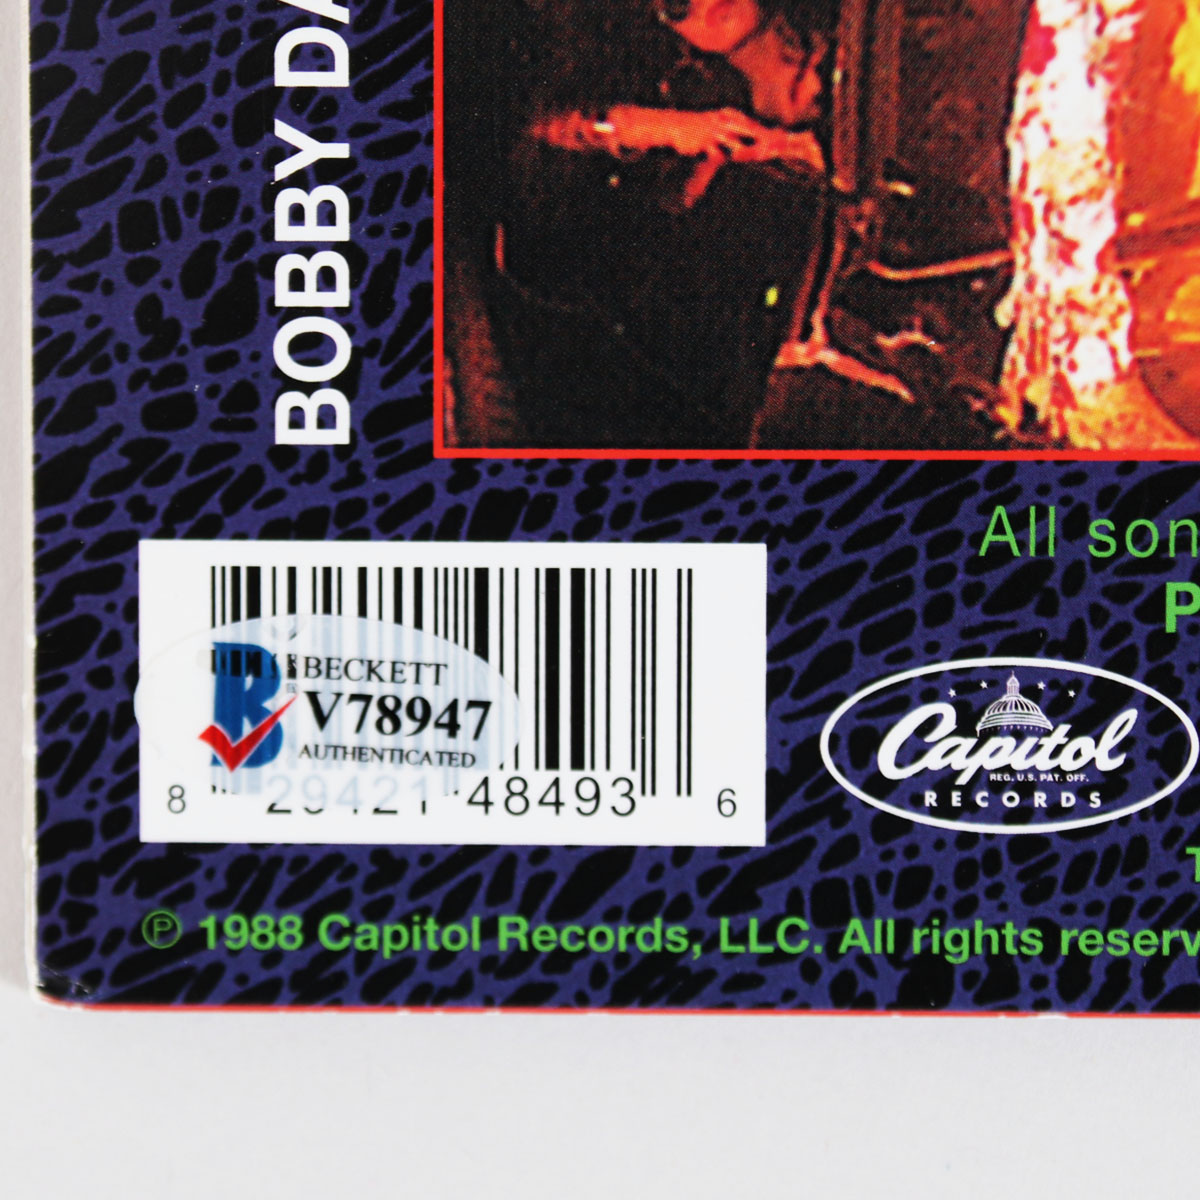 BOBBY DA
All son
P
BECKETT
V78947
AUTHENTICATED
8 29421 48493 6
Capitol
REG. U.S. PAT. OFF.
RECORDS
T
℗ 1988 Capitol Records, LLC. All rights reserv